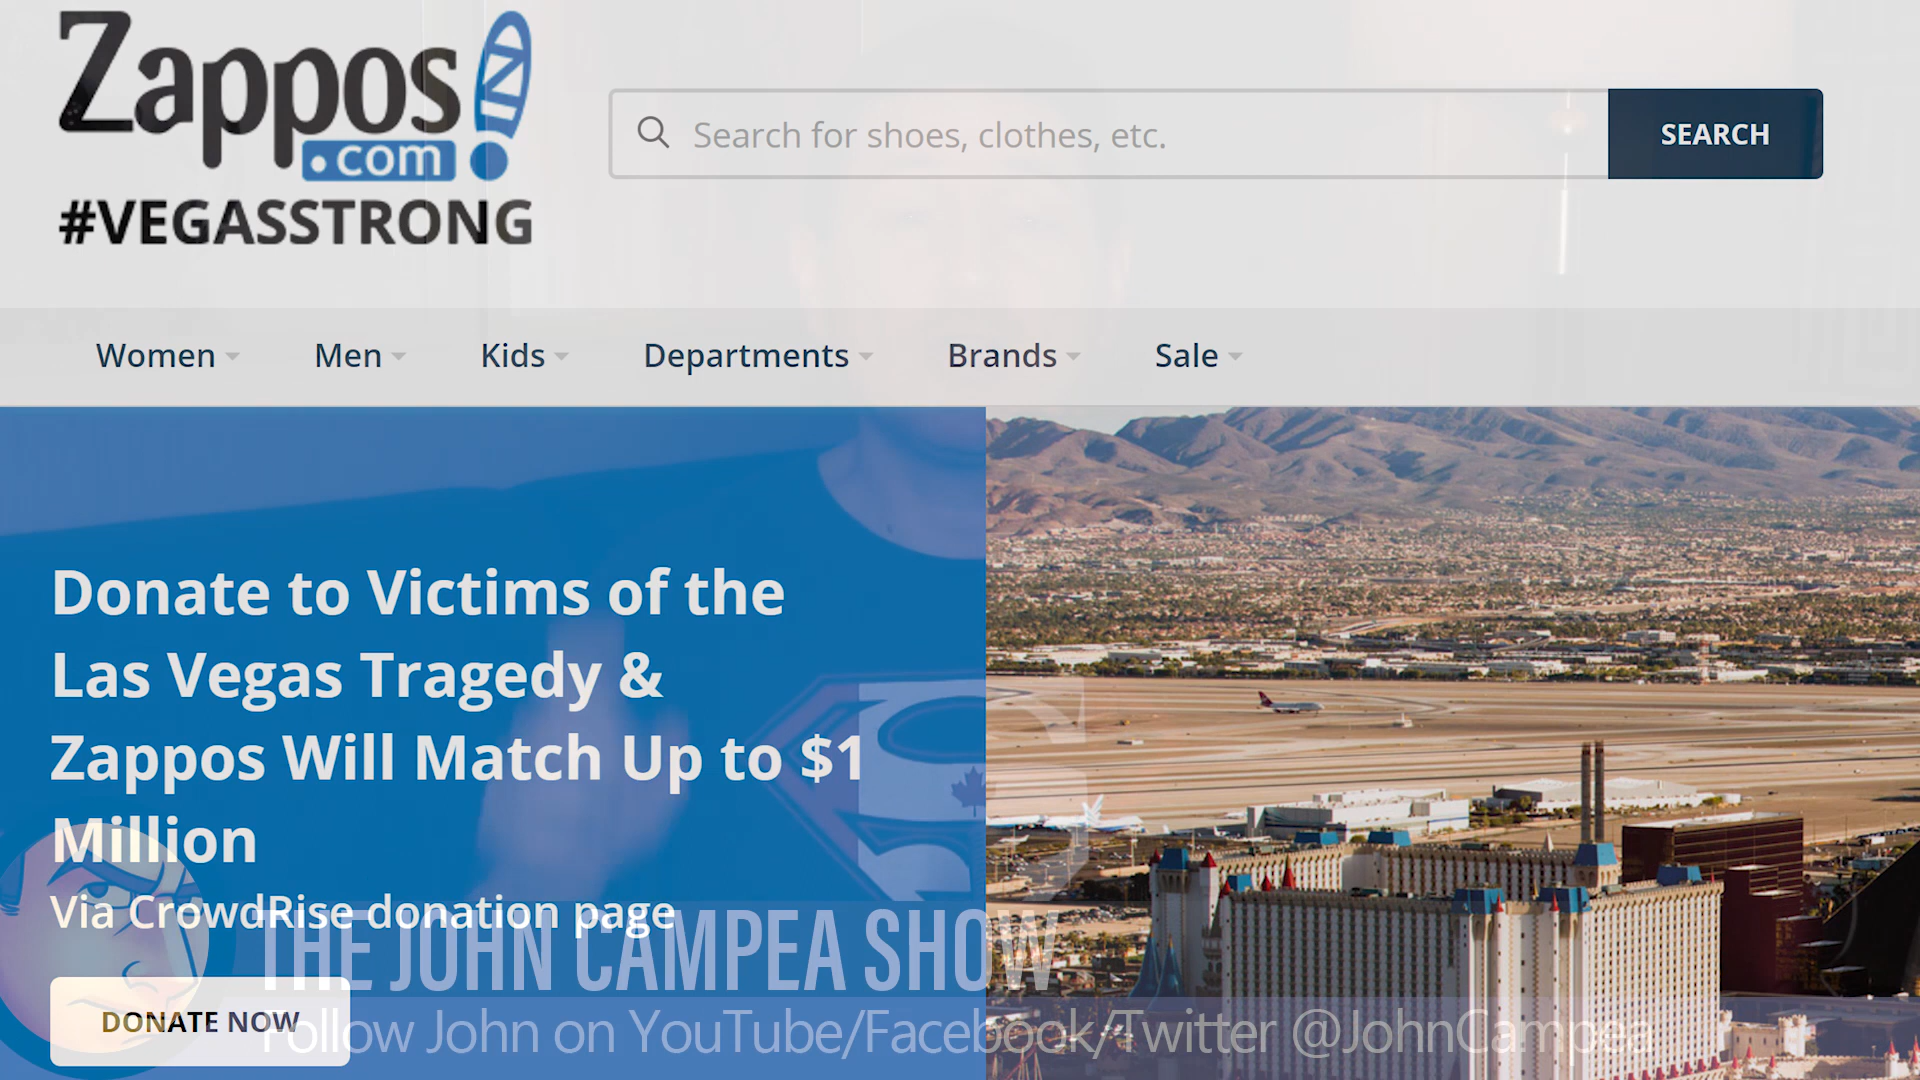 Zappos
.com
#VEGASSTRONG
Search for shoes, clothes, etc.
SEARCH
Women
Men
Kids
Departments
Brands
Sale
Donate to Victims of the
Las Vegas Tragedy &
Zappos Will Match Up to $1
Million
Via CrowdRise donation page
DONATE NOW
THE JOHN CAMPEA SHOW
Follow John on YouTube/Facebook/Twitter @JohnCampea